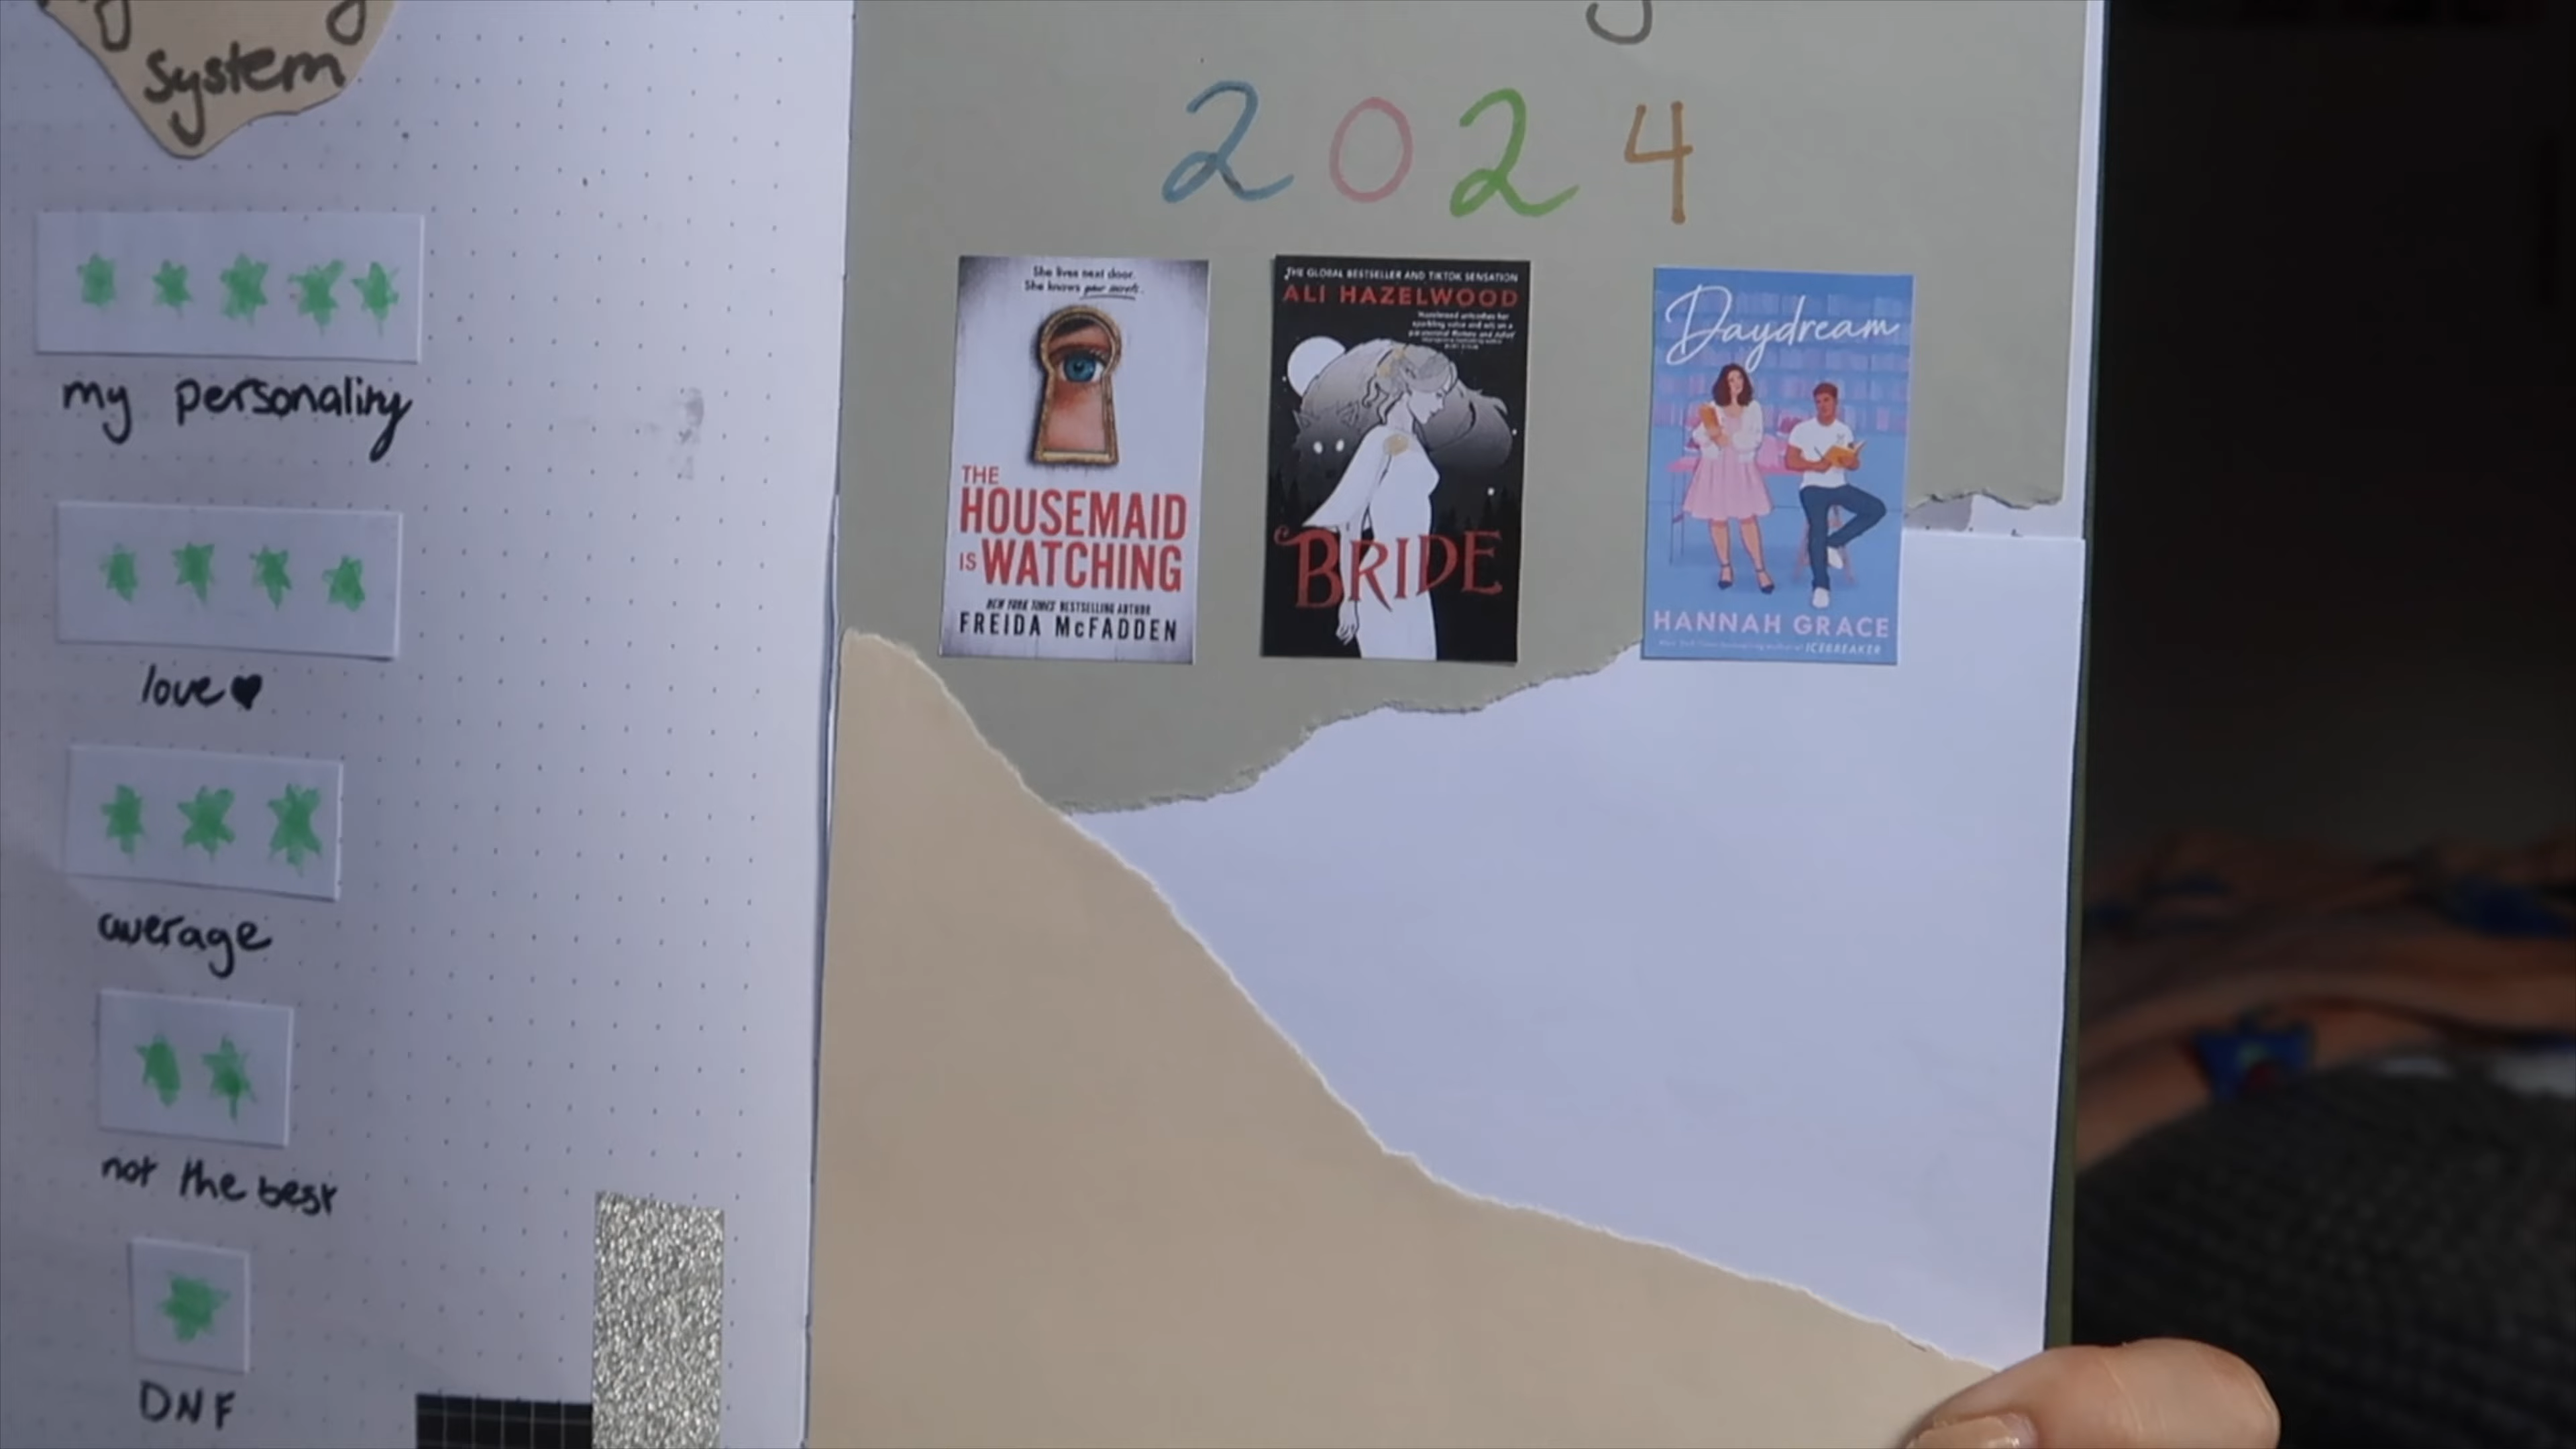 system
my personality
love♥
average
not the best
DNF
2024
She lives next door.
She knows your secrets.
THE
HOUSEMAID
IS WATCHING
NEW YORK TIMES BESTSELLING AUTHOR
FREIDA McFADDEN
THE GLOBAL BESTSELLER AND TIKTOK SENSATION
ALI HAZELWOOD
BRIDE
Daydream
HANNAH GRACE
ICEBREAKER